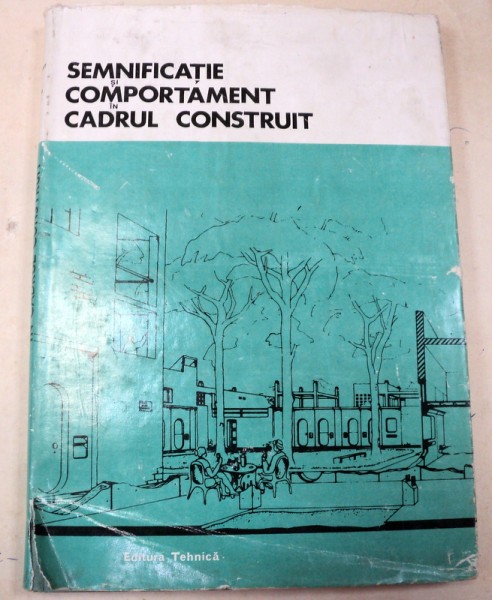 SEMNIFICAȚIE
ȘI
COMPORTAMENT
ÎN
CADRUL CONSTRUIT
Editura Tehnică